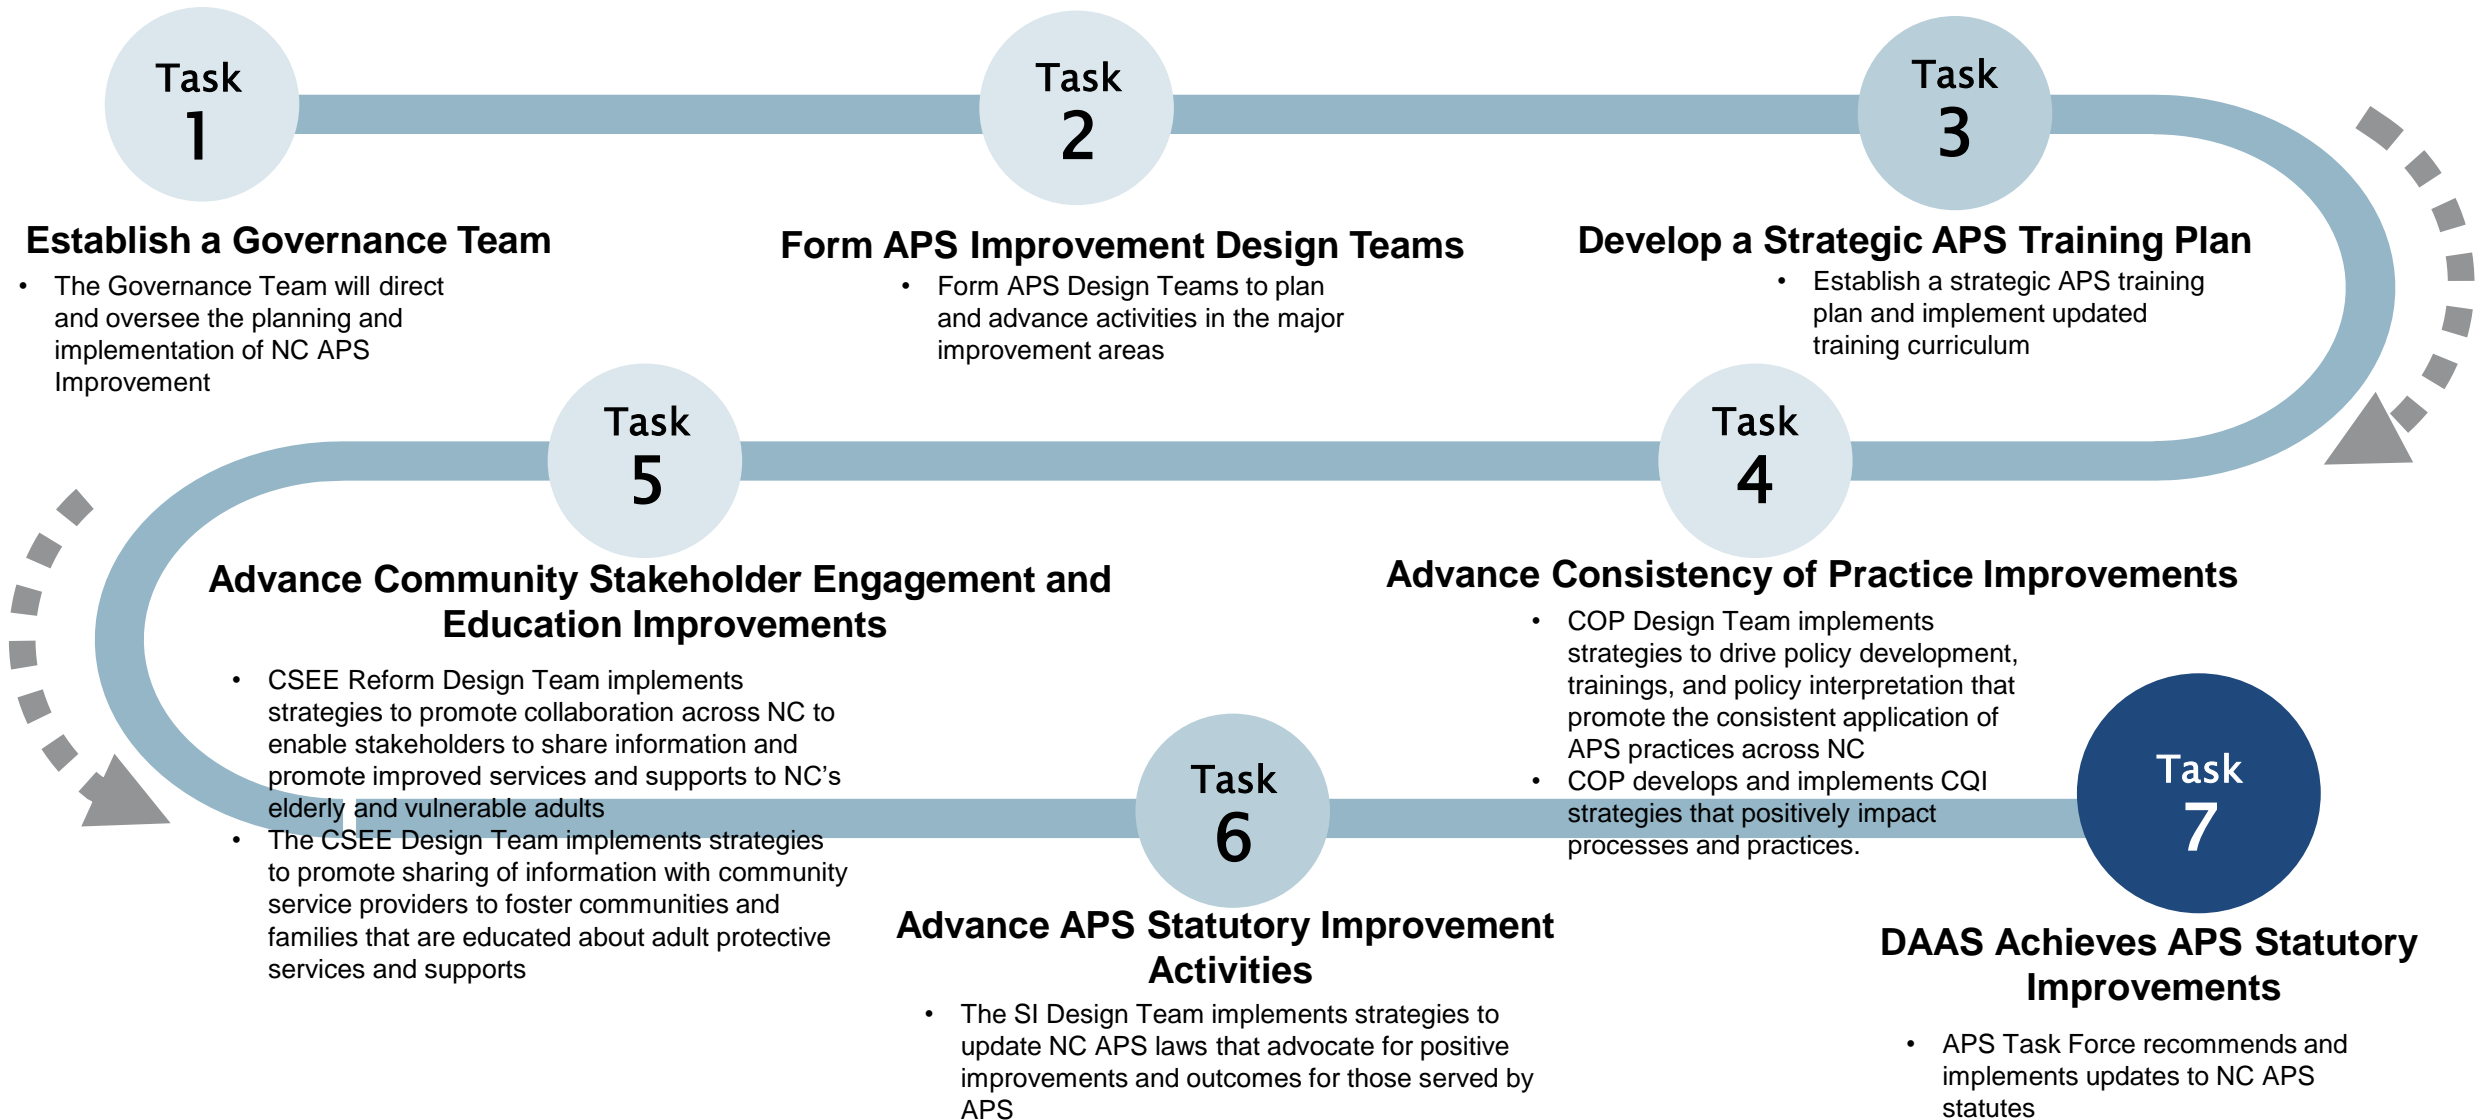 Task
1
Establish a Governance Team
• The Governance Team will direct
and oversee the planning and
implementation of NC APS
Improvement
Task
2
Form APS Improvement Design Teams
• Form APS Design Teams to plan
and advance activities in the major
improvement areas
Task
3
Develop a Strategic APS Training Plan
• Establish a strategic APS training
plan and implement updated
training curriculum
Task
4
Advance Consistency of Practice Improvements
• COP Design Team implements
strategies to drive policy development,
trainings, and policy interpretation that
promote the consistent application of
APS practices across NC
• COP develops and implements CQI
strategies that positively impact
processes and practices.
Task
5
Advance Community Stakeholder Engagement and
Education Improvements
• CSEE Reform Design Team implements
strategies to promote collaboration across NC to
enable stakeholders to share information and
promote improved services and supports to NC’s
elderly and vulnerable adults
• The CSEE Design Team implements strategies
to promote sharing of information with community
service providers to foster communities and
families that are educated about adult protective
services and supports
Task
6
Advance APS Statutory Improvement
Activities
• The SI Design Team implements strategies to
update NC APS laws that advocate for positive
improvements and outcomes for those served by
APS
Task
7
DAAS Achieves APS Statutory
Improvements
• APS Task Force recommends and
implements updates to NC APS
statutes